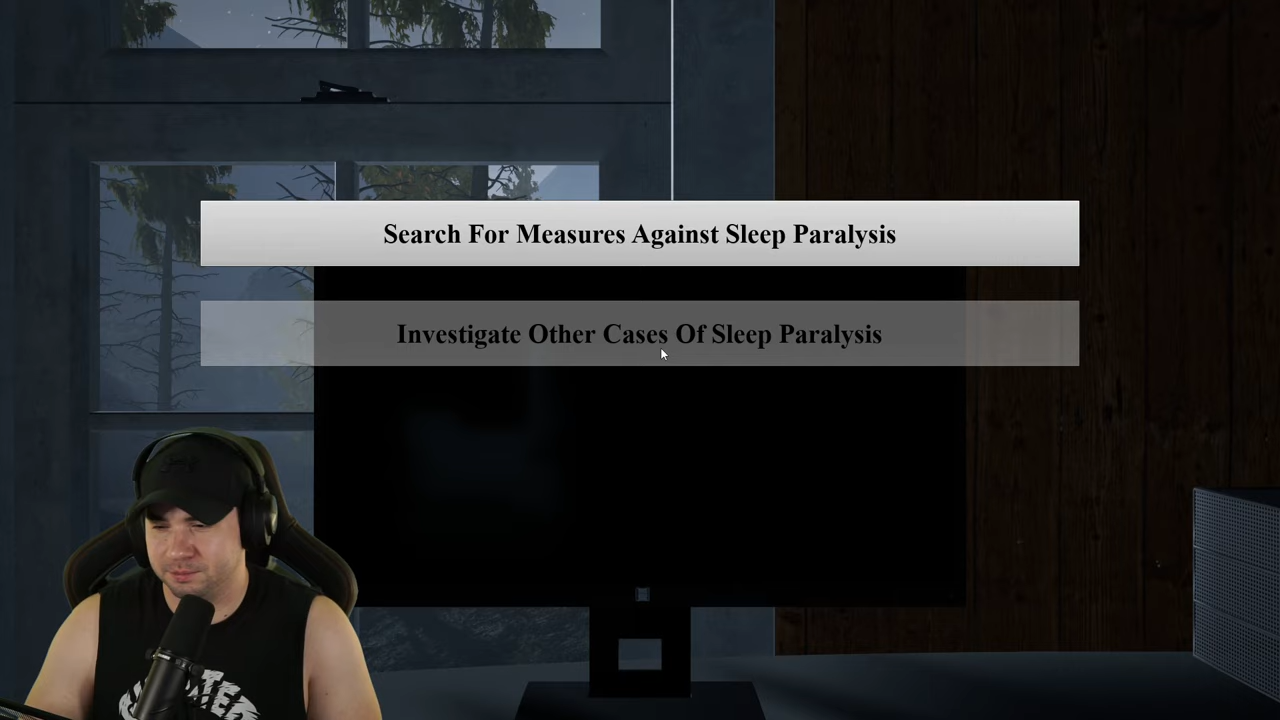 Search For Measures Against Sleep Paralysis
Investigate Other Cases Of Sleep Paralysis